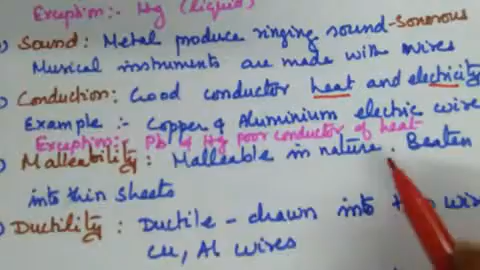 Exception:- Hg (liquid)
) Sound: Metal produce ringing sound-Sonorous
Musical instruments are made with wires
) Conduction: Good conductor heat and electricity
Example :- Copper & Aluminium electric wire
Exception:- Pb & Hg poor conductor of heat
) Malleability: Malleable in nature. Beaten
into thin sheets
) Ductility : Ductile - drawn into wir
Cu, Al wires